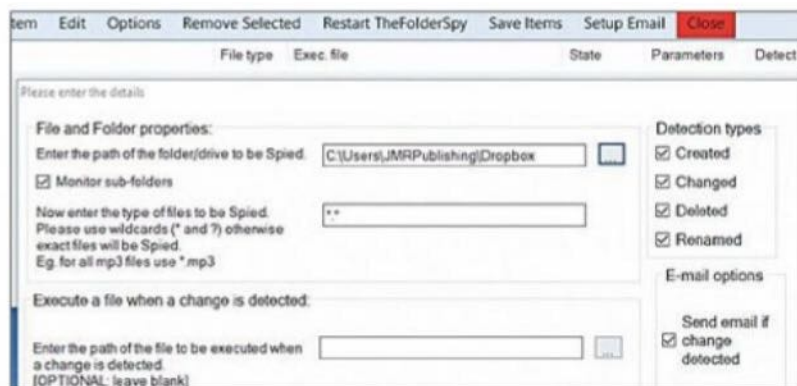 tem Edit Options Remove Selected Restart TheFolderSpy Save Items Setup Email Close
File type Exec. file State Parameters Detect
Please enter the details
File and Folder properties:
Enter the path of the folder/drive to be Spied. C:\Users\JMRPublishing\Dropbox ...
Monitor sub-folders
Now enter the type of files to be Spied.
Please use wildcards (* and ?) otherwise
exact files will be Spied.
Eg. for all mp3 files use *.mp3
*.*
Execute a file when a change is detected:
Enter the path of the file to be executed when
a change is detected.
[OPTIONAL: leave blank]
...
Detection types
Created
Changed
Deleted
Renamed
E-mail options
Send email if
change
detected